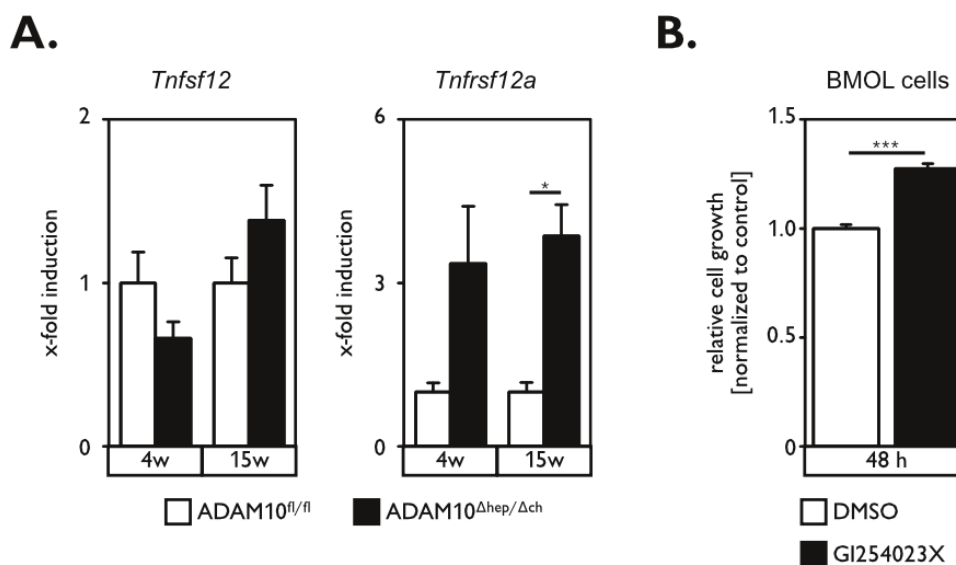 A.
B.
Tnfsf12
Tnfrsf12a
BMOL cells
x-fold induction
2
1
0
4w 15w
x-fold induction
6
3
0
*
4w 15w
relative cell growth
[normalized to control]
1.5
1.0
0.5
0
***
48 h
ADAM10fl/fl
ADAM10Δhep/Δch
DMSO
GI254023X